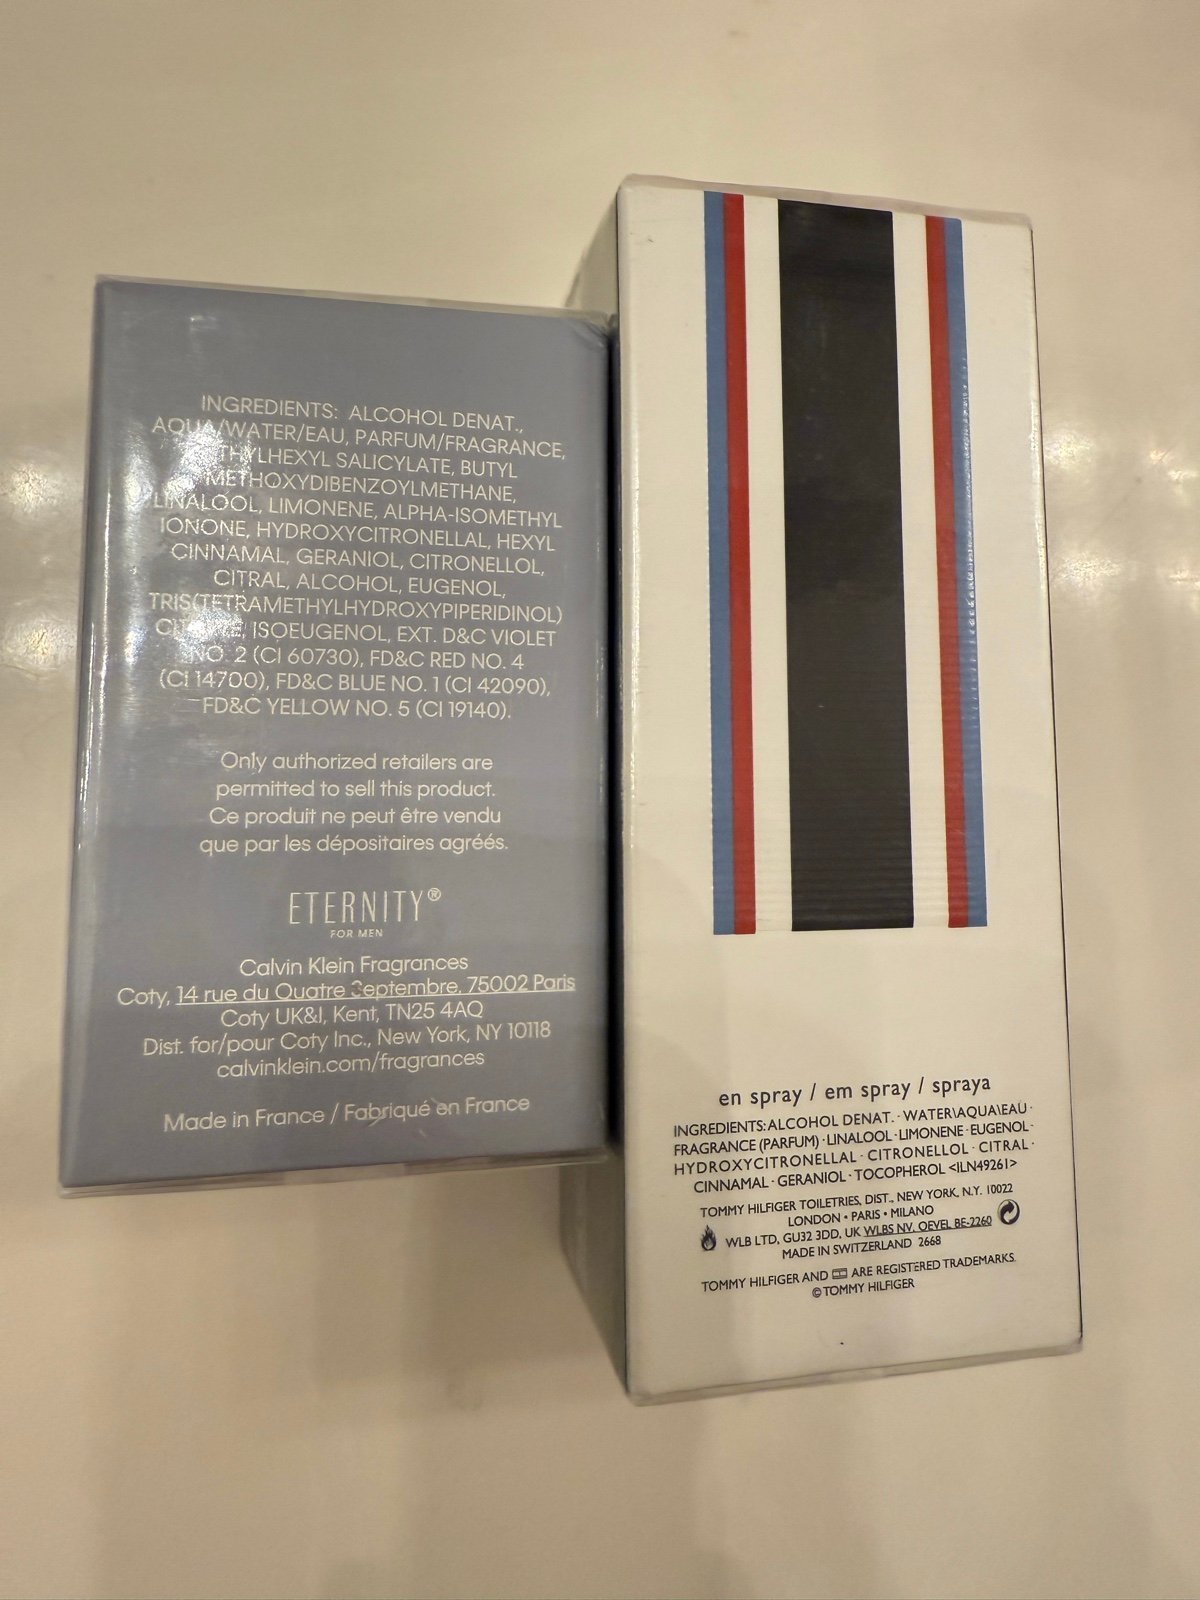 INGREDIENTS: ALCOHOL DENAT.,
AQUA/WATER/EAU, PARFUM/FRAGRANCE,
THYLHEXYL SALICYLATE, BUTYL
METHOXYDIBENZOYLMETHANE,
LINALOOL, LIMONENE, ALPHA-ISOMETHYL
IONONE, HYDROXYCITRONELLAL, HEXYL
CINNAMAL, GERANIOL, CITRONELLOL,
CITRAL, ALCOHOL, EUGENOL,
TRIS(TETRAMETHYLHYDROXYPIPERIDINOL)
ISOEUGENOL, EXT. D&C VIOLET
NO. 2 (CI 60730), FD&C RED NO. 4
(CI 14700), FD&C BLUE NO. 1 (CI 42090),
FD&C YELLOW NO. 5 (CI 19140).
Only authorized retailers are
permitted to sell this product.
Ce produit ne peut être vendu
que par les dépositaires agréés.
ETERNITY®
FOR MEN
Calvin Klein Fragrances
Coty, 14 rue du Quatre Septembre, 75002 Paris
Coty UK&I, Kent, TN25 4AQ
Dist. for/pour Coty Inc., New York, NY 10118
calvinklein.com/fragrances
Made in France / Fabriqué en France
en spray / em spray / spraya
INGREDIENTS: ALCOHOL DENAT. · WATER\AQUA\EAU ·
FRAGRANCE (PARFUM) · LINALOOL · LIMONENE · EUGENOL ·
HYDROXYCITRONELLAL · CITRONELLOL · CITRAL ·
CINNAMAL · GERANIOL · TOCOPHEROL <ILN49261>
TOMMY HILFIGER TOILETRIES, DIST., NEW YORK, N.Y. 10022
LONDON • PARIS • MILANO
WLB LTD, GU32 3DD, UK WLBS NV, OEVEL BE-2260
MADE IN SWITZERLAND 2668
TOMMY HILFIGER AND ARE REGISTERED TRADEMARKS.
© TOMMY HILFIGER